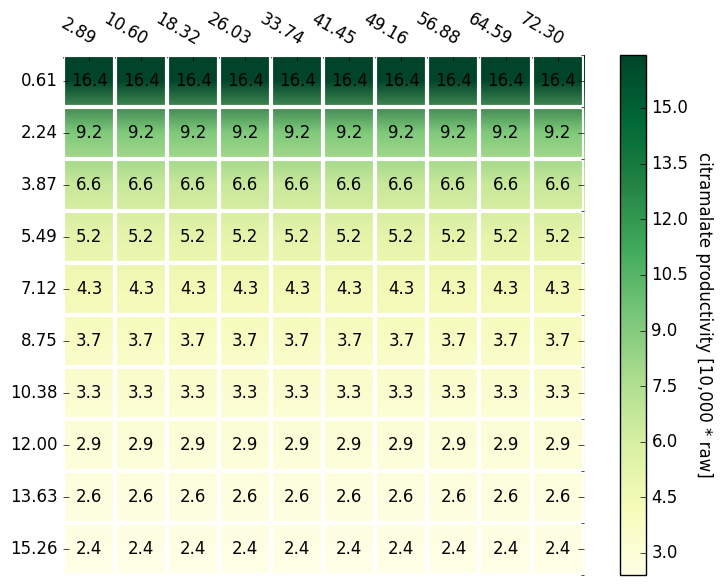 2.89 10.60 18.32 26.03 33.74 41.45 49.16 56.88 64.59 72.30
0.61 16.4 16.4 16.4 16.4 16.4 16.4 16.4 16.4 16.4 16.4
2.24 9.2 9.2 9.2 9.2 9.2 9.2 9.2 9.2 9.2 9.2
3.87 6.6 6.6 6.6 6.6 6.6 6.6 6.6 6.6 6.6 6.6
5.49 5.2 5.2 5.2 5.2 5.2 5.2 5.2 5.2 5.2 5.2
7.12 4.3 4.3 4.3 4.3 4.3 4.3 4.3 4.3 4.3 4.3
8.75 3.7 3.7 3.7 3.7 3.7 3.7 3.7 3.7 3.7 3.7
10.38 3.3 3.3 3.3 3.3 3.3 3.3 3.3 3.3 3.3 3.3
12.00 2.9 2.9 2.9 2.9 2.9 2.9 2.9 2.9 2.9 2.9
13.63 2.6 2.6 2.6 2.6 2.6 2.6 2.6 2.6 2.6 2.6
15.26 2.4 2.4 2.4 2.4 2.4 2.4 2.4 2.4 2.4 2.4
15.0
13.5
12.0
10.5
9.0
7.5
6.0
4.5
3.0
citramalate productivity [10,000 * raw]